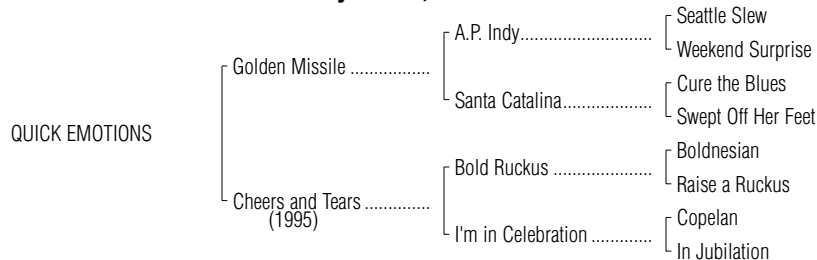 Seattle Slew
A.P. Indy..............................
Weekend Surprise
Golden Missile .................
Cure the Blues
Santa Catalina.....................
Swept Off Her Feet
QUICK EMOTIONS
Boldnesian
Bold Ruckus .......................
Raise a Ruckus
Cheers and Tears ..............
(1995)
Copelan
I'm in Celebration ..............
In Jubilation